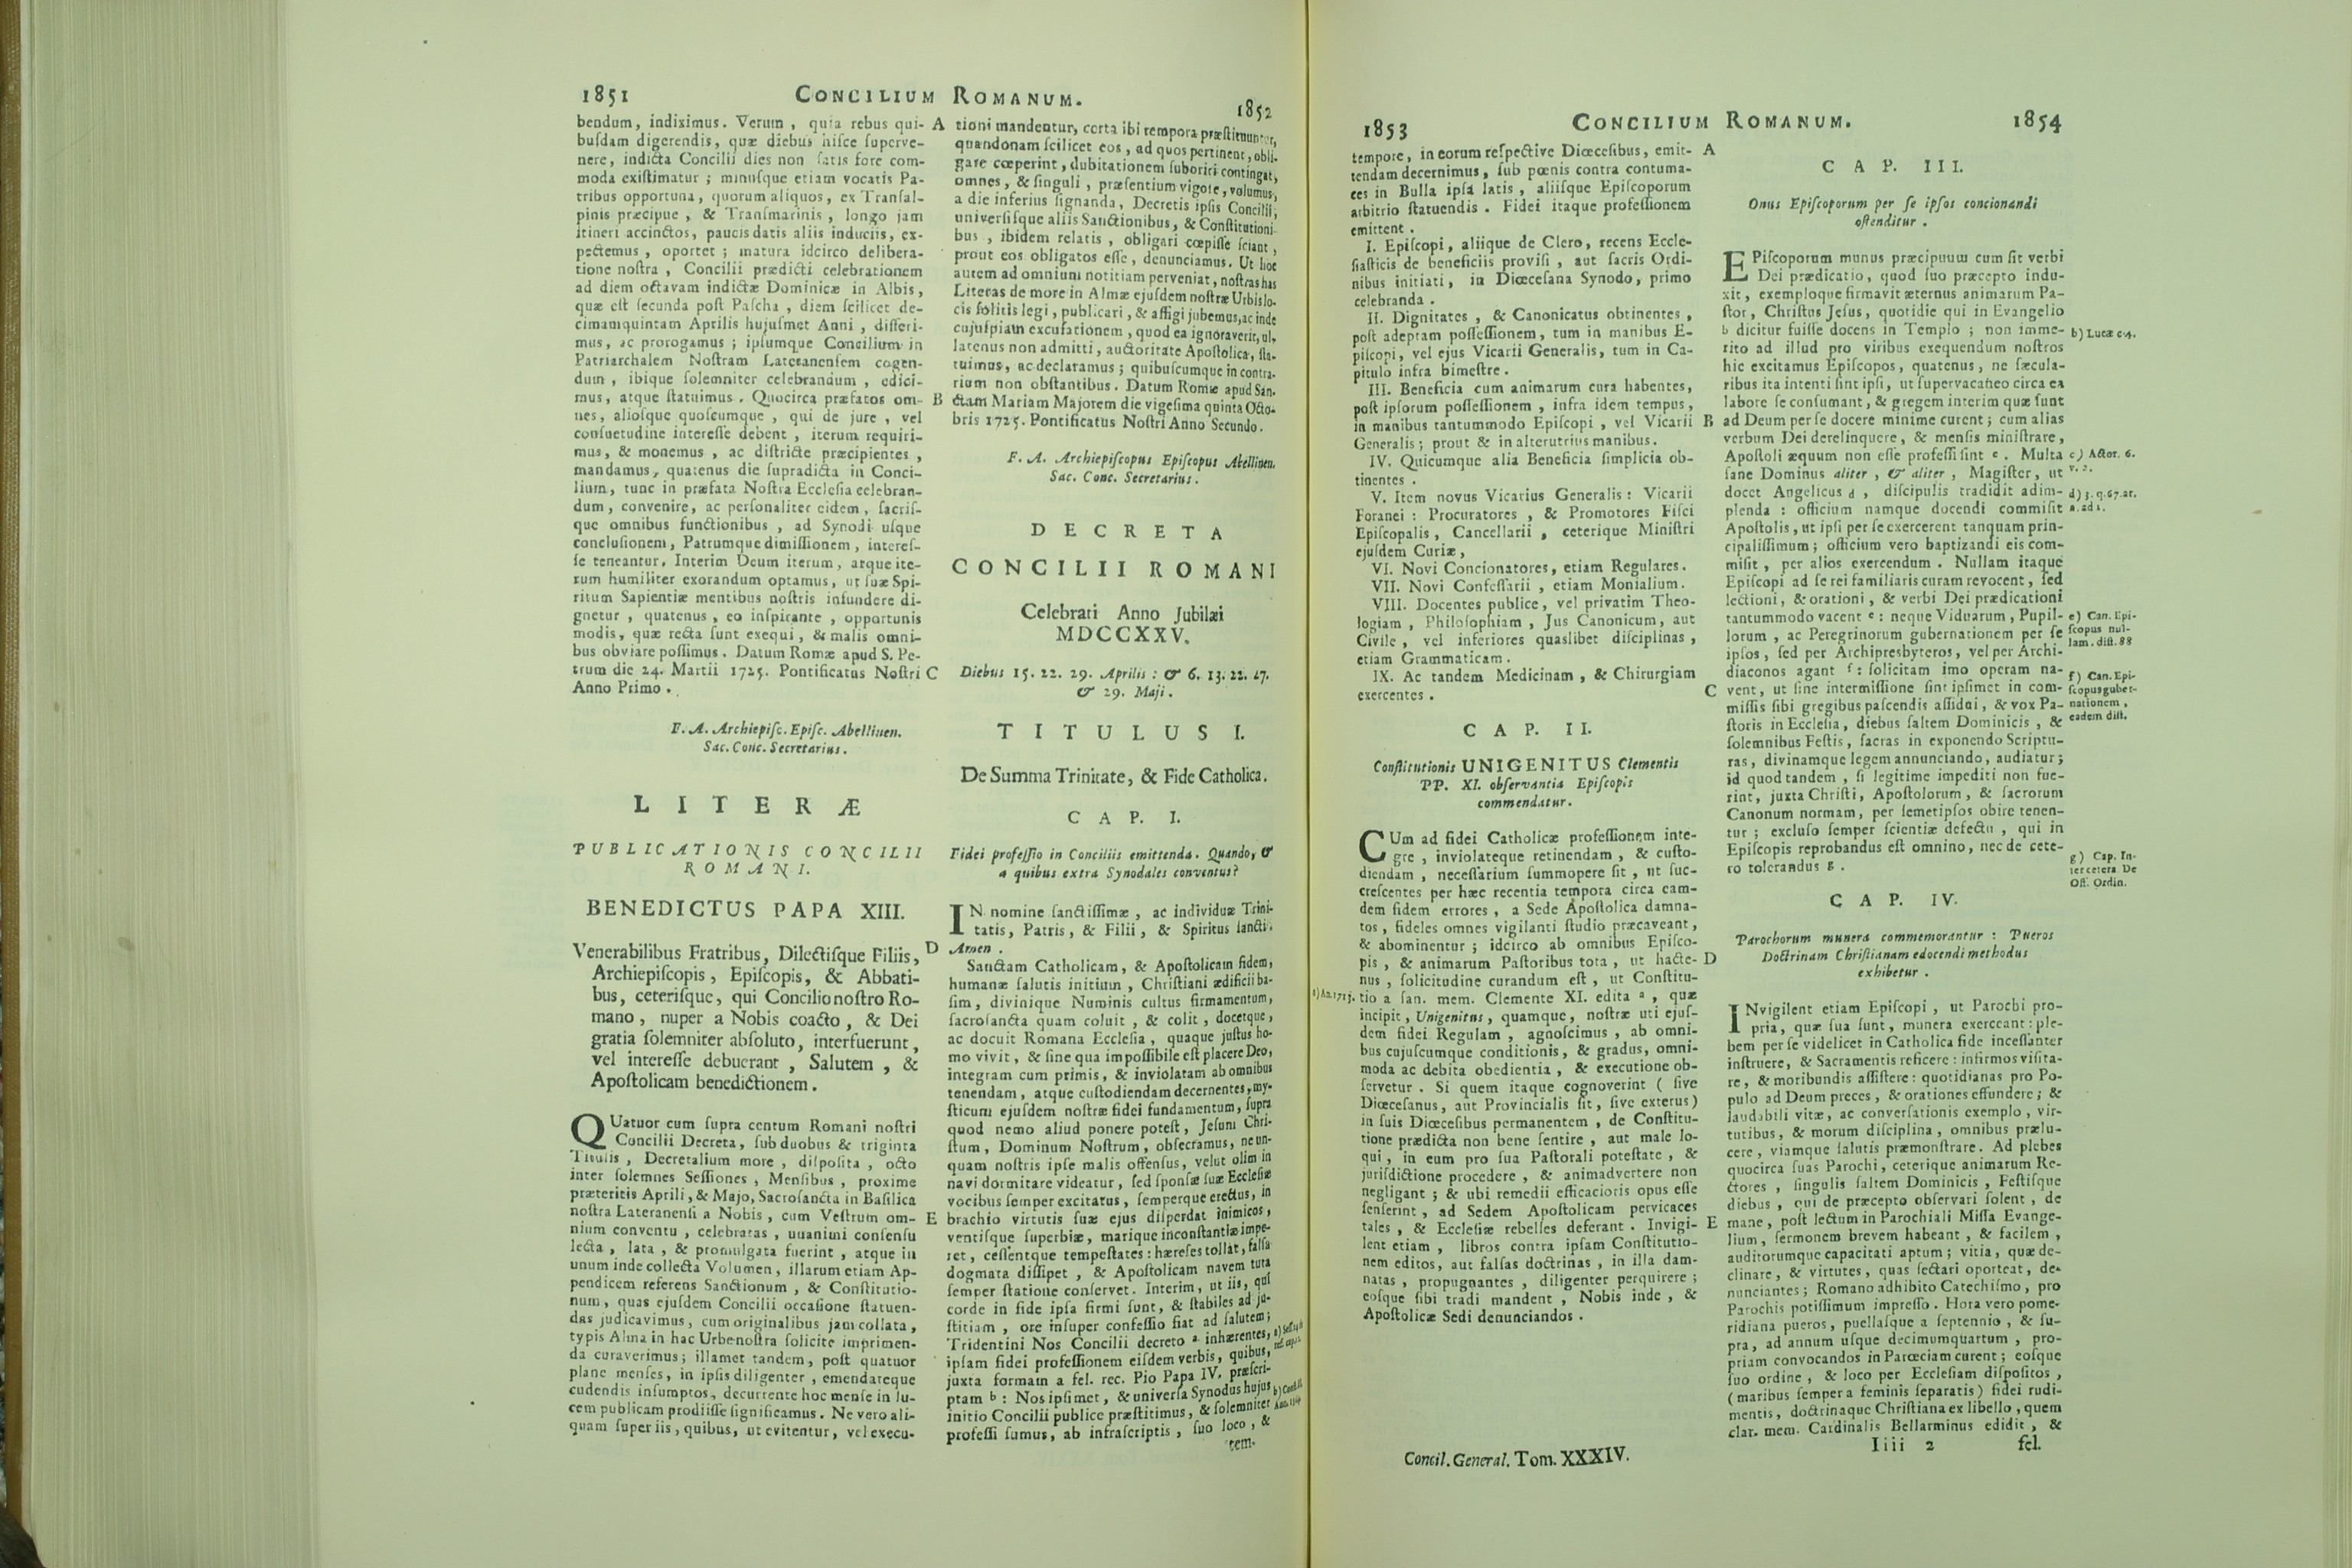 1851
CONCILIUM ROMANUM.
1852
bendum, indiximus. Verum, quia rebus qui-
buſdam digerendis, quæ diebus hiſce ſuperve-
nere, indicta Concilii dies non ſatis fore com-
moda exiſtimatur; minuſque etiam vocatis Pa-
tribus opportuna, quorum aliquos, ex Tranſal-
pinis præcipue, & Tranſmarinis, longo jam
itineri accinctos, paucis datis aliis induciis, ex-
pectemus, oportet; matura idcirco delibera-
tione noſtra, Concilii prædicti celebrationem
ad diem octavam indictæ Dominicæ in Albis,
quæ eſt ſecunda poſt Paſcha, diem ſcilicet de-
cimamquintam Aprilis hujuſmet Anni, differi-
mus, ac prorogamus; ipſumque Concilium in
Patriarchalem Noſtram Lateranenſem cogen-
dum, ibique ſolemniter celebrandum, edici-
mus, atque ſtatuimus. Quocirca præfatos om-
nes, alioſque quoſcumque, qui de jure, vel
conſuetudine intereſſe debent, iterum requiri-
mus, & monemus, ac diſtricte præcipientes,
mandamus, quatenus die ſupradicta in Conci-
lium, tunc in præfata Noſtra Eccleſia celebran-
dum, convenire, ac perſonaliter eidem, ſacriſ-
que omnibus functionibus, ad Synodi uſque
concluſionem, Patrumque dimiſſionem, intereſ-
ſe teneantur. Interim Deum iterum, atque ite-
rum humiliter exorandum optamus, ut ſuæ Spi-
ritum Sapientiæ mentibus noſtris infundere di-
gnetur, quatenus, eo inſpirante, opportunis
modis, quæ recta ſunt exequi, & malis omni-
bus obviare poſſimus. Datum Romæ apud S. Pe-
trum die 24. Martii 1725. Pontificatus Noſtri
Anno Primo.
F. A. Archiepiſc. Epiſc. Abellinen.
Sac. Conc. Secretarius.
LITERÆ
PUBLICATIONIS CONCILII
ROMANI.
BENEDICTUS PAPA XIII.
Venerabilibus Fratribus, Dilectiſque Filiis,
Archiepiſcopis, Epiſcopis, & Abbati-
bus, ceteriſque, qui Concilio noſtro Ro-
mano, nuper a Nobis coacto, & Dei
gratia ſolemniter abſoluto, interfuerunt,
vel intereſſe debuerant, Salutem, &
Apoſtolicam benedictionem.
QUatuor cum ſupra centum Romani noſtri
Concilii Decreta, ſub duobus & triginta
Titulis, Decretalium more, diſpoſita, octo
inter ſolemnes Seſſiones, Menſibus, proxime
præteritis Aprili, & Majo, Sacroſancta in Baſilica
noſtra Lateranenſi a Nobis, cum Veſtrum om-
nium conventu, celebratas, unanimi conſenſu
lecta, lata, & promulgata fuerint, atque in
unum inde collecta Volumen, illarum etiam Ap-
pendicem referens Sanctionum, & Conſtitutio-
num, quas ejuſdem Concilii occaſione ſtatuen-
das judicavimus, cum originalibus jam collata,
typis Alma in hac Urbe noſtra ſolicite imprimen-
da curaverimus; illamet tandem, poſt quatuor
plane menſes, in ipſis diligenter, emendateque
cudendis inſumptos, decurrente hoc menſe in lu-
cem publicam prodiiſſe ſignificamus. Ne vero ali-
quam ſuper iis, quibus, ut evitentur, vel execu-
A
B
C
D
E
tioni mandentur, certa ibi tempora præſtituuntur,
quandonam ſcilicet eos, ad quos pertinent, obli-
gare cœperint, dubitationem ſuboriri contingat,
omnes, & ſinguli, præſentium vigore, volumus,
a die inferius ſignanda, Decretis ipſis Concilii,
univerſiſque aliis Sanctionibus, & Conſtitutioni-
bus, ibidem relatis, obligari cœpiſſe ſciant,
prout eos obligatos eſſe, denunciamus. Ut hoc
autem ad omnium notitiam perveniat, noſtras has
Literas de more in Almæ ejuſdem noſtræ Urbis lo-
cis ſolitis legi, publicari, & affigi jubemus, ac inde
cujuſpiam excuſationem, quod ea ignoraverit, ul-
latenus non admitti, auctoritate Apoſtolica, ſta-
tuimus, ac declaramus; quibuſcumque in contra-
rium non obſtantibus. Datum Romæ apud San-
ctam Mariam Majorem die vigeſima quinta Octo-
bris 1725. Pontificatus Noſtri Anno Secundo.
F. A. Archiepiſcopus Epiſcopus Abellinen.
Sac. Conc. Secretarius.
DECRETA
CONCILII ROMANI
Celebrati Anno Jubilæi
MDCCXXV.
Diebus 15. 22. 29. Aprilis: & 6. 13. 22. 27.
& 29. Maji.
TITULUS I.
De Summa Trinitate, & Fide Catholica.
CAP. I.
Fidei profeſſio in Conciliis emittenda. Quando, &
a quibus extra Synodales conventus?
IN nomine ſanctiſſimæ, ac individuæ Trini-
tatis, Patris, & Filii, & Spiritus ſancti.
Amen.
Sanctam Catholicam, & Apoſtolicam fidem,
humanæ ſalutis initium, Chriſtiani ædificii ba-
ſim, divinique Numinis cultus firmamentum,
ſacroſancta quam coluit, & colit, docetque,
ac docuit Romana Eccleſia, quaque juſtus ho-
mo vivit, & ſine qua impoſſibile eſt placere Deo,
integram cum primis, & inviolatam ab omnibus
tenendam, atque cuſtodiendam decernentes, my-
ſticum ejuſdem noſtræ fidei fundamentum, ſupra
quod nemo aliud ponere poteſt, Jeſum Chri-
ſtum, Dominum Noſtrum, obſecramus, ne un-
quam noſtris ipſe malis offenſus, velut olim in
navi dormitare videatur, ſed ſponſæ ſuæ Eccleſiæ
vocibus ſemper excitatus, ſemperque erectus, in
brachio virtutis ſuæ ejus diſperdat inimicos,
ventiſque ſuperbiæ, marique inconſtantiæ impe-
ret, ceſſentque tempeſtates: hæreſes tollat, falſa
dogmata diſſipet, & Apoſtolicam navem tuta
ſemper ſtatione conſervet. Interim, ut iis, qui
corde in fide ipſa firmi ſunt, & ſtabiles ad ju-
ſtitiam, ore inſuper confeſſio fiat ad ſalutem;
Tridentini Nos Concilii decreto a inhærentes,
ipſam fidei profeſſionem eiſdem verbis, quibus,
juxta formam a fel. rec. Pio Papa IV. præſcri-
ptam b: Nos ipſimet, & univerſa Synodus hujus
initio Concilii publice præſtitimus, & ſolemniter
profeſſi ſumus, ab infraſcriptis, ſuo loco, &
tem-
1853
CONCILIUM ROMANUM.
1854
tempore, in eorum reſpective Diœceſibus, emit-
tendam decernimus, ſub pœnis contra contuma-
ces in Bulla ipſa latis, aliiſque Epiſcoporum
arbitrio ſtatuendis. Fidei itaque profeſſionem
emittent.
I. Epiſcopi, aliique de Clero, recens Eccle-
ſiaſticis de beneficiis proviſi, aut ſacris Ordi-
nibus initiati, in Diœceſana Synodo, primo
celebranda.
II. Dignitates, & Canonicatus obtinentes,
poſt adeptam poſſeſſionem, tum in manibus E-
piſcopi, vel ejus Vicarii Generalis, tum in Ca-
pitulo infra bimeſtre.
III. Beneficia cum animarum cura habentes,
poſt ipſorum poſſeſſionem, infra idem tempus,
in manibus tantummodo Epiſcopi, vel Vicarii
Generalis; prout & in alterutrius manibus.
IV. Quicumque alia Beneficia ſimplicia ob-
tinentes.
V. Item novus Vicarius Generalis: Vicarii
Foranei: Procuratores, & Promotores Fiſci
Epiſcopalis, Cancellarii, ceterique Miniſtri
ejuſdem Curiæ,
VI. Novi Concionatores, etiam Regulares.
VII. Novi Confeſſarii, etiam Monialium.
VIII. Docentes publice, vel privatim Theo-
logiam, Philoſophiam, Jus Canonicum, aut
Civile, vel inferiores quaslibet diſciplinas,
etiam Grammaticam.
IX. Ac tandem Medicinam, & Chirurgiam
exercentes.
CAP. II.
Conſtitutionis UNIGENITUS Clementis
PP. XI. obſervantia Epiſcopis
commendatur.
CUm ad fidei Catholicæ profeſſionem inte-
gre, inviolateque retinendam, & cuſto-
diendam, neceſſarium ſummopere ſit, ut ſuc-
creſcentes per hæc recentia tempora circa eam-
dem fidem errores, a Sede Apoſtolica damna-
tos, fideles omnes vigilanti ſtudio præcaveant,
& abominentur; idcirco ab omnibus Epiſco-
pis, & animarum Paſtoribus tota, ut hacte-
nus, ſolicitudine curandum eſt, ut Conſtitu-
tio a ſan. mem. Clemente XI. edita a, quæ
incipit, Unigenitus, quamque, noſtræ uti ejuſ-
dem fidei Regulam, agnoſcimus, ab omni-
bus cujuſcumque conditionis, & gradus, omni-
moda ac debita obedientia, & executione ob-
ſervetur. Si quem itaque cognoverint (ſive
Diœceſanus, aut Provincialis ſit, ſive exterus)
in ſuis Diœceſibus permanentem, de Conſtitu-
tione prædicta non bene ſentire, aut male lo-
qui, in eum pro ſua Paſtorali poteſtate, &
juriſdictione procedere, & animadvertere non
negligant; & ubi remedii efficacioris opus eſſe
ſenſerint, ad Sedem Apoſtolicam pervicaces
tales, & Eccleſiæ rebelles deferant. Invigi-
lent etiam, libros contra ipſam Conſtitutio-
nem editos, aut falſas doctrinas, in illa dam-
natas, propugnantes, diligenter perquirere;
eoſque ſibi tradi mandent, Nobis inde, &
Apoſtolicæ Sedi denunciandos.
Concil. General. Tom. XXXIV.
a) An. 1713.
A
B
C
D
E
CAP. III.
Onus Epiſcoporum per ſe ipſos concionandi
oſtenditur.
EPiſcoporum munus præcipuum cum ſit verbi
Dei prædicatio, quod ſuo præcepto indu-
xit, exemploque firmavit æternus animarum Pa-
ſtor, Chriſtus Jeſus, quotidie qui in Evangelio
b dicitur fuiſſe docens in Templo; non imme-
rito ad illud pro viribus exequendum noſtros
hic excitamus Epiſcopos, quatenus, ne ſæcula-
ribus ita intenti ſint ipſi, ut ſupervacaneo circa ea
labore ſe conſumant, & gregem interim quæ ſunt
ad Deum per ſe docere minime curent; cum alias
verbum Dei derelinquere, & menſis miniſtrare,
Apoſtoli æquum non eſſe profeſſi ſint c. Multa
ſane Dominus aliter, & aliter, Magiſter, ut
docet Angelicus d, diſcipulis tradidit adim-
plenda: officium namque docendi commiſit
Apoſtolis, ut ipſi per ſe exercerent tanquam prin-
cipaliſſimum; officium vero baptizandi eis com-
miſit, per alios exercendum. Nullam itaque
Epiſcopi ad ſe rei familiaris curam revocent, ſed
lectioni, & orationi, & verbi Dei prædicationi
tantummodo vacent e: neque Viduarum, Pupil-
lorum, ac Peregrinorum gubernationem per ſe
ipſos, ſed per Archipresbyteros, vel per Archi-
diaconos agant f: ſolicitam imo operam na-
vent, ut ſine intermiſſione ſint ipſimet in com-
miſſis ſibi gregibus paſcendis aſſidui, & vox Pa-
ſtoris in Eccleſia, diebus ſaltem Dominicis, &
ſolemnibus Feſtis, ſacras in exponendo Scriptu-
ras, divinamque legem annunciando, audiatur;
id quod tandem, ſi legitime impediti non fue-
rint, juxta Chriſti, Apoſtolorum, & ſacrorum
Canonum normam, per ſemetipſos obire tenen-
tur; excluſo ſemper ſcientiæ defectu, qui in
Epiſcopis reprobandus eſt omnino, nec de cete-
ro tolerandus g.
CAP. IV.
Parochorum munera commemorantur: Pueros
Doctrinam Chriſtianam edocendi methodus
exhibetur.
INvigilent etiam Epiſcopi, ut Parochi pro-
pria, quæ ſua ſunt, munera exerceant: ple-
bem per ſe videlicet in Catholica fide inceſſanter
inſtruere, & Sacramentis reficere: infirmos viſita-
re, & moribundis aſſiſtere: quotidianas pro Po-
pulo ad Deum preces, & orationes effundere; &
laudabili vitæ, ac converſationis exemplo, vir-
tutibus, & morum diſciplina, omnibus prælu-
cere, viamque ſalutis præmonſtrare. Ad plebes
quocirca ſuas Parochi, ceterique animarum Re-
ctores, ſingulis ſaltem Dominicis, Feſtiſque
diebus, qui de præcepto obſervari ſolent, de
mane, poſt lectum in Parochiali Miſſa Evange-
lium, ſermonem brevem habeant, & facilem,
auditorumque capacitati aptum; vitia, quæ de-
clinare, & virtutes, quas ſectari oporteat, de-
nunciantes; Romano adhibito Catechiſmo, pro
Parochis potiſſimum impreſſo. Hora vero pome-
ridiana pueros, puellaſque a ſeptennio, & ſu-
pra, ad annum uſque decimumquartum, pro-
priam convocandos in Parœciam curent; eoſque
ſuo ordine, & loco per Eccleſiam diſpoſitos,
(maribus ſemper a feminis ſeparatis) fidei rudi-
mentis, doctrinaque Chriſtiana ex libello, quem
clar. mem. Cardinalis Bellarminus edidit, &
Iiii 2
fel.
b) Lucæ c. 4.
c) Actor. 6.
v. 2.
d) 3. q. 67. ar.
2. ad 1.
e) Can. Epi-
ſcopus nul-
lam. diſt. 88
f) Can. Epi-
ſcopus guber-
nationem,
eadem diſt.
g) Cap. In-
ter cetera De
Off. Ordin.